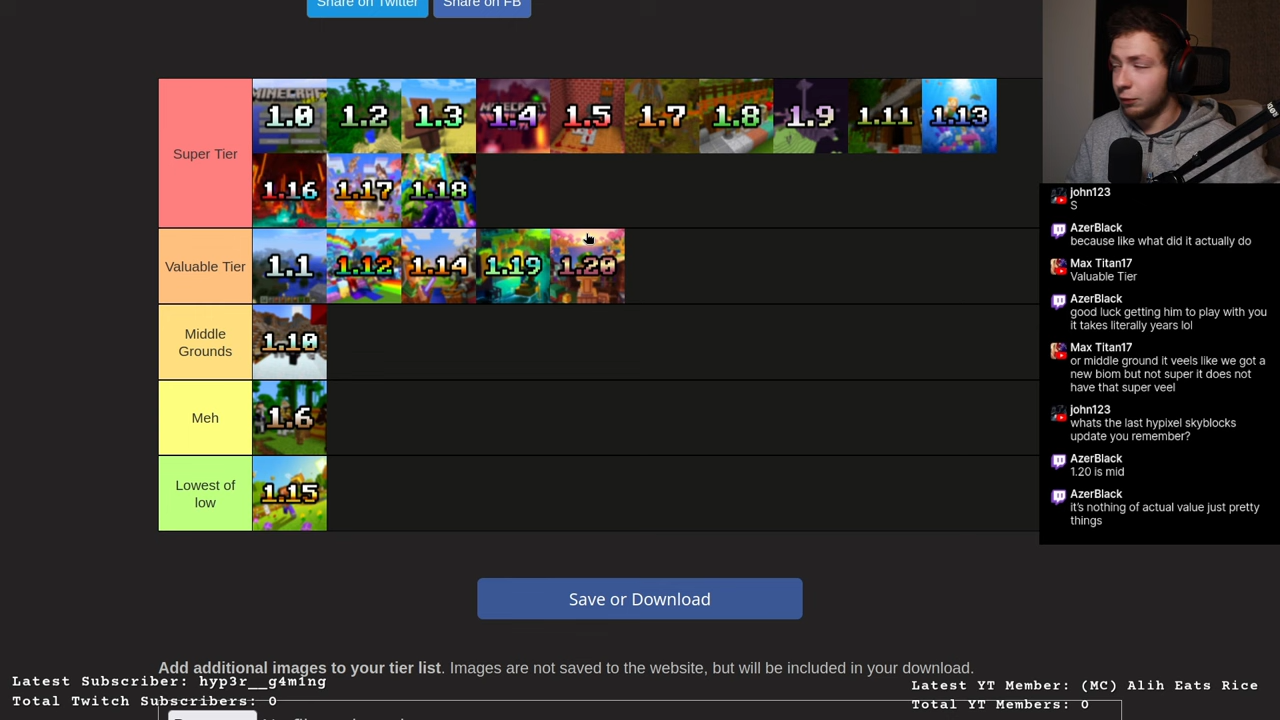 Share on Twitter
Share on FB
Super Tier
1.0
1.2
1.3
1.4
1.5
1.7
1.8
1.9
1.11
1.13
1.16
1.17
1.18
Valuable Tier
1.1
1.12
1.14
1.19
1.20
Middle
Grounds
1.10
Meh
1.6
Lowest of
low
1.15
Save or Download
Add additional images to your tier list. Images are not saved to the website, but will be included in your download.
Latest Subscriber: hyp3r__g4m1ng
Total Twitch Subscribers: 0
Latest YT Member: (MC) Alih Eats Rice
Total YT Members: 0
john123
S
AzerBlack
because like what did it actually do
Max Titan17
Valuable Tier
AzerBlack
good luck getting him to play with you
it takes literally years lol
Max Titan17
or middle ground it veels like we got a
new biom but not super it does not
have that super veel
john123
whats the last hypixel skyblocks
update you remember?
AzerBlack
1.20 is mid
AzerBlack
it's nothing of actual value just pretty
things